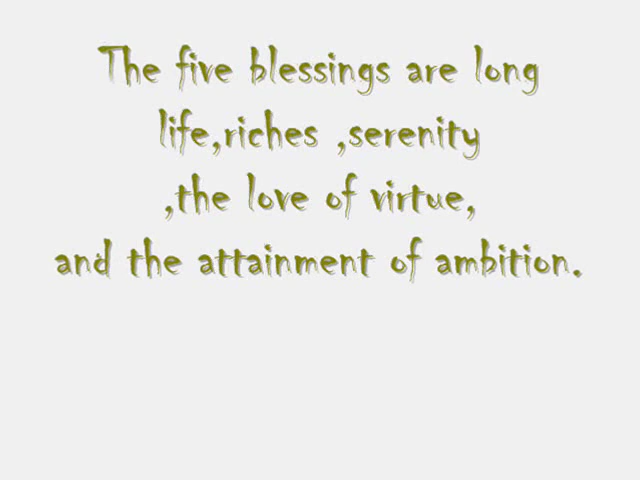 The five blessings are long
life,riches ,serenity
,the love of virtue,
and the attainment of ambition.